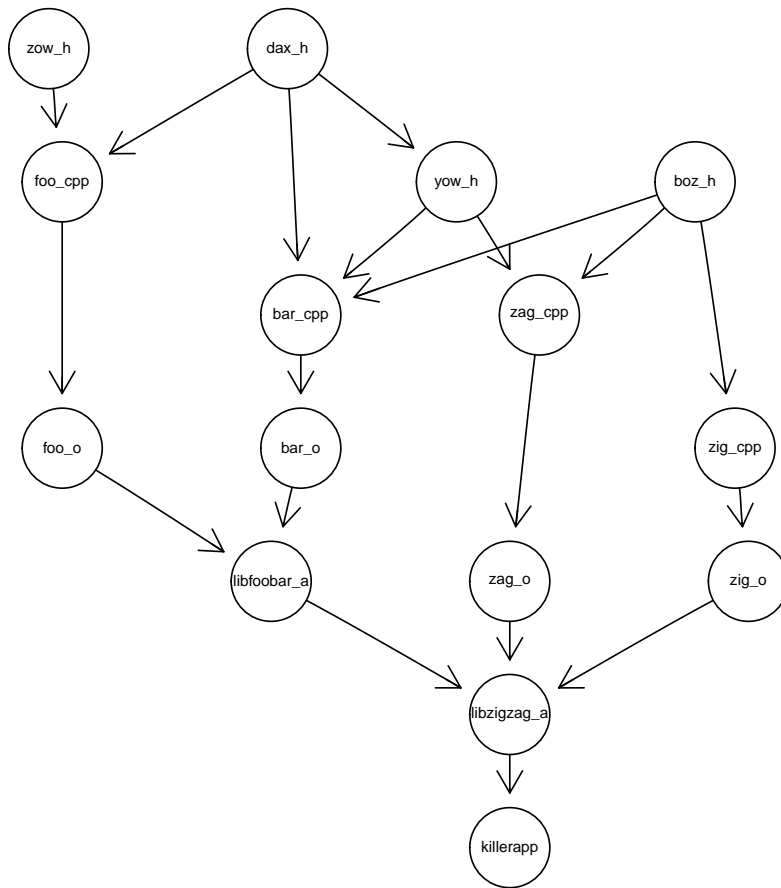 zow_h
dax_h
foo_cpp
yow_h
boz_h
bar_cpp
zag_cpp
foo_o
bar_o
zig_cpp
libfoobar_a
zag_o
zig_o
libzigzag_a
killerapp